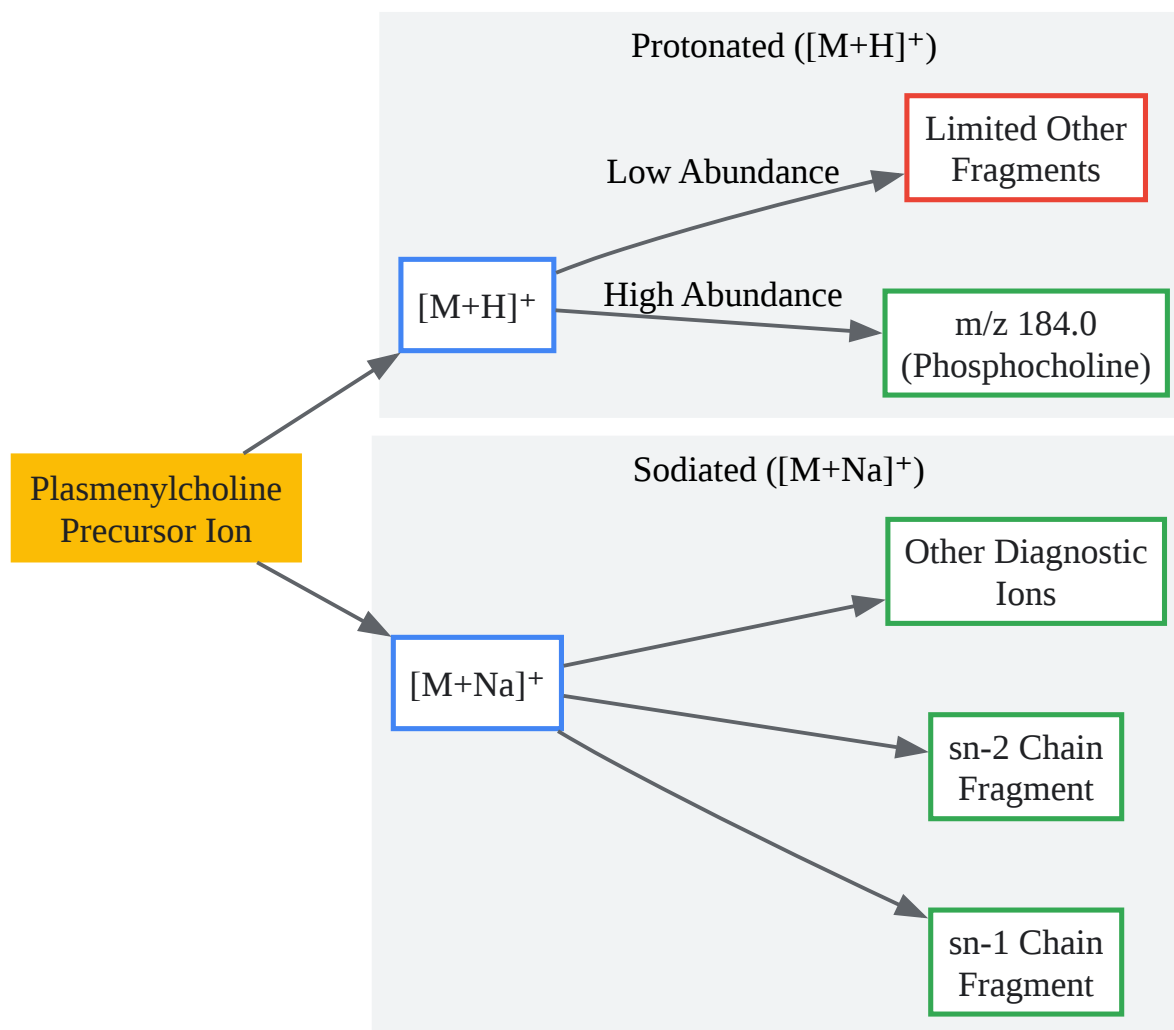 Protonated ([M+H]⁺)
Limited Other
Fragments
Low Abundance
High Abundance
[M+H]⁺
m/z 184.0
(Phosphocholine)
Plasmenylcholine
Precursor Ion
Sodiated ([M+Na]⁺)
Other Diagnostic
Ions
[M+Na]⁺
sn-2 Chain
Fragment
sn-1 Chain
Fragment